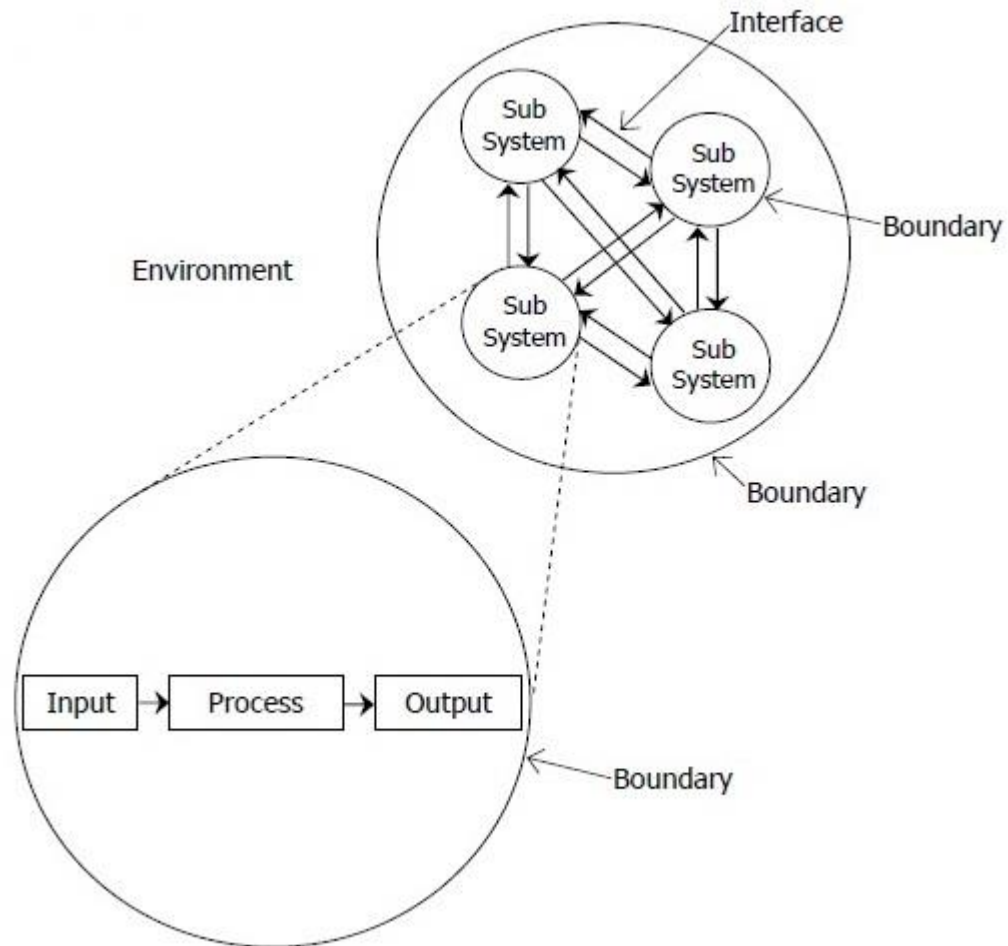 Interface
Sub
System
Sub
System
Boundary
Environment
Sub
System
Sub
System
Boundary
Input
Process
Output
Boundary